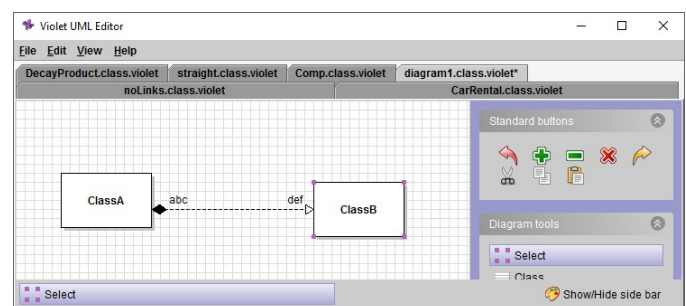 Violet UML Editor
File Edit View Help
DecayProduct.class.violet straight.class.violet Comp.class.violet diagram1.class.violet*
noLinks.class.violet CarRental.class.violet
Standard buttons
ClassA abc def ClassB
Diagram tools
Select
Class
Select Show/Hide side bar